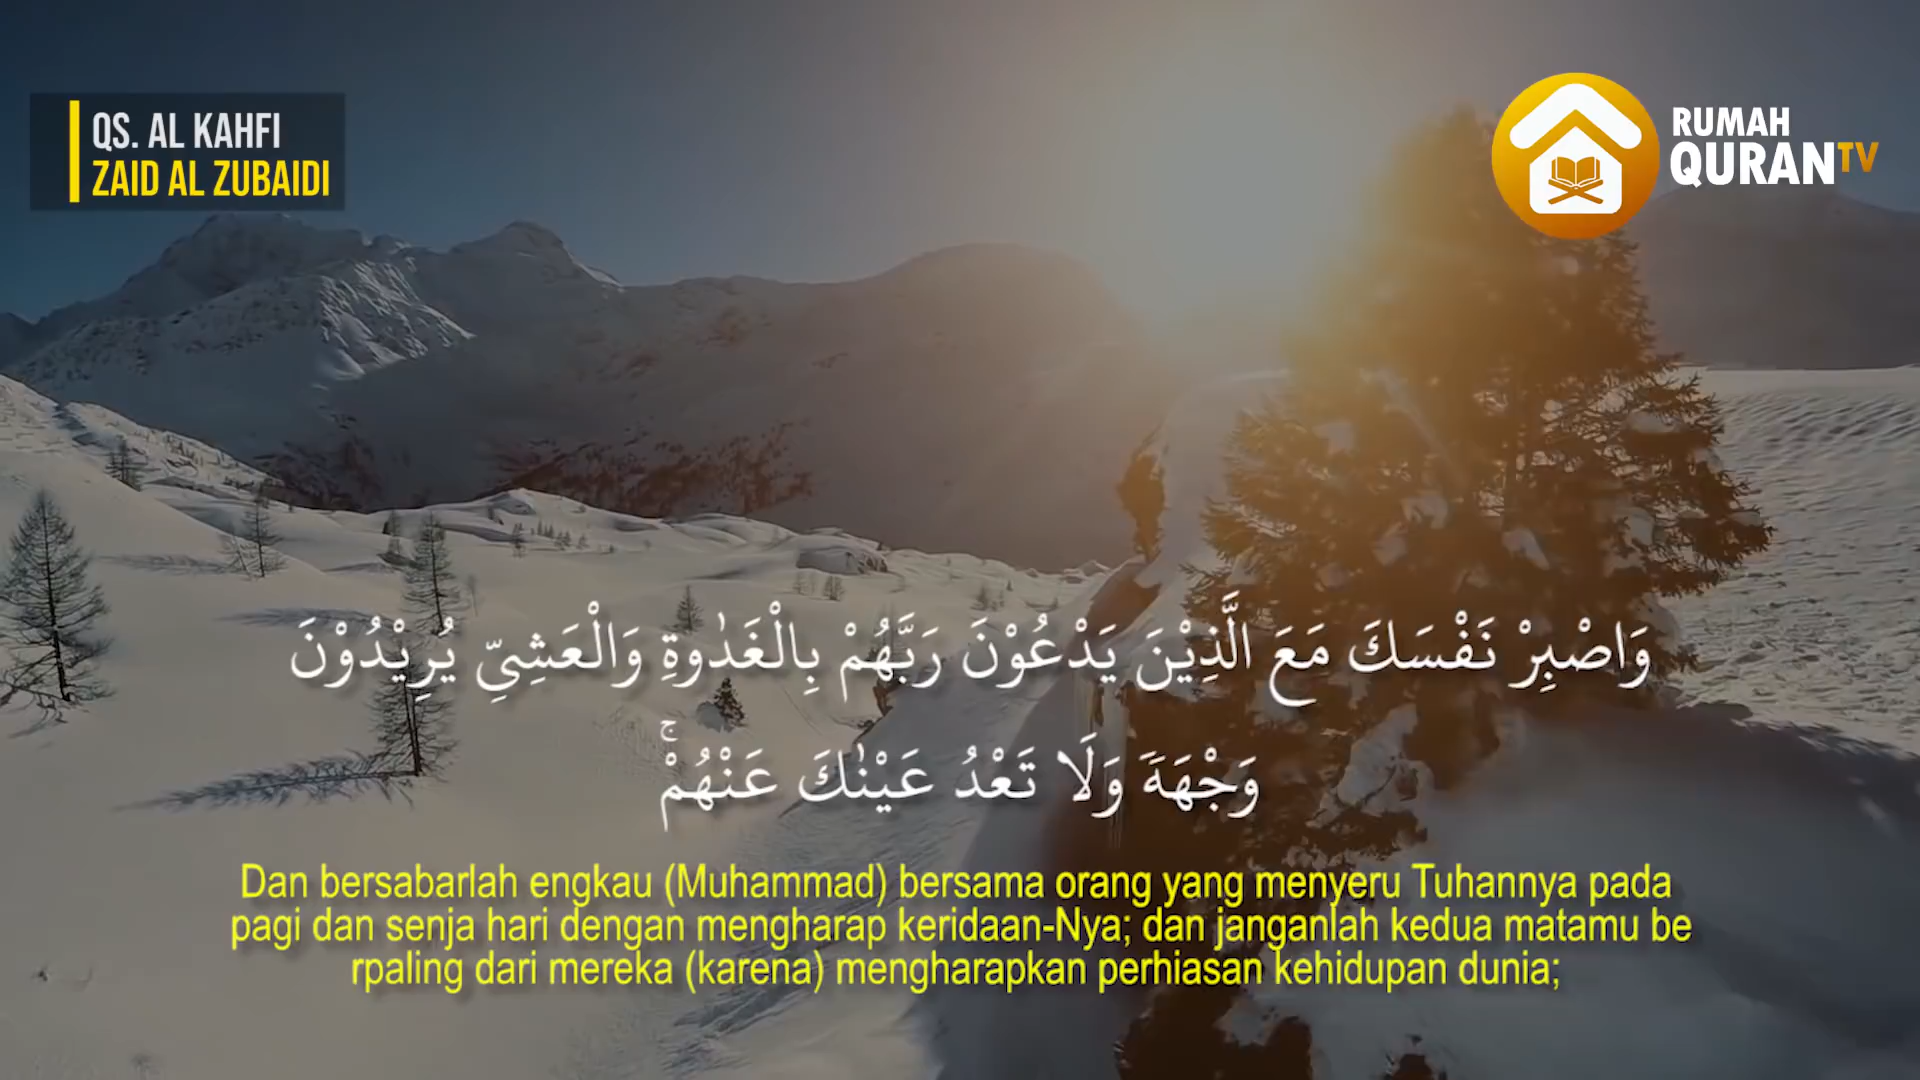 QS. AL KAHFI
ZAID AL ZUBAIDI
RUMAH
QURANTV
وَاصْبِرْ نَفْسَكَ مَعَ الَّذِيْنَ يَدْعُوْنَ رَبَّهُمْ بِالْغَدٰوةِ وَالْعَشِيِّ يُرِيْدُوْنَ
وَجْهَهٗ وَلَا تَعْدُ عَيْنٰكَ عَنْهُمْۚ
Dan bersabarlah engkau (Muhammad) bersama orang yang menyeru Tuhannya pada
pagi dan senja hari dengan mengharap keridaan-Nya; dan janganlah kedua matamu be
rpaling dari mereka (karena) mengharapkan perhiasan kehidupan dunia;